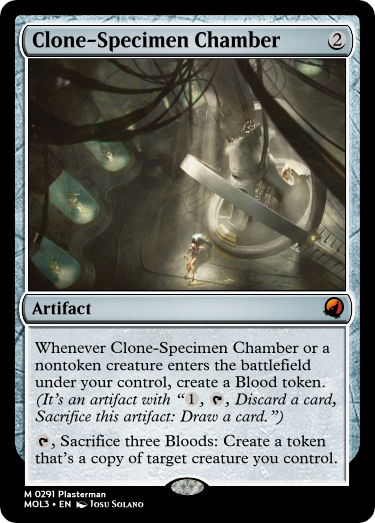 Clone-Specimen Chamber 2
Artifact
Whenever Clone-Specimen Chamber or a
nontoken creature enters the battlefield
under your control, create a Blood token.
(It's an artifact with “1, , Discard a card,
Sacrifice this artifact: Draw a card.”)
, Sacrifice three Bloods: Create a token
that's a copy of target creature you control.
M 0291 Plasterman
MOL3 • EN Josu Solano